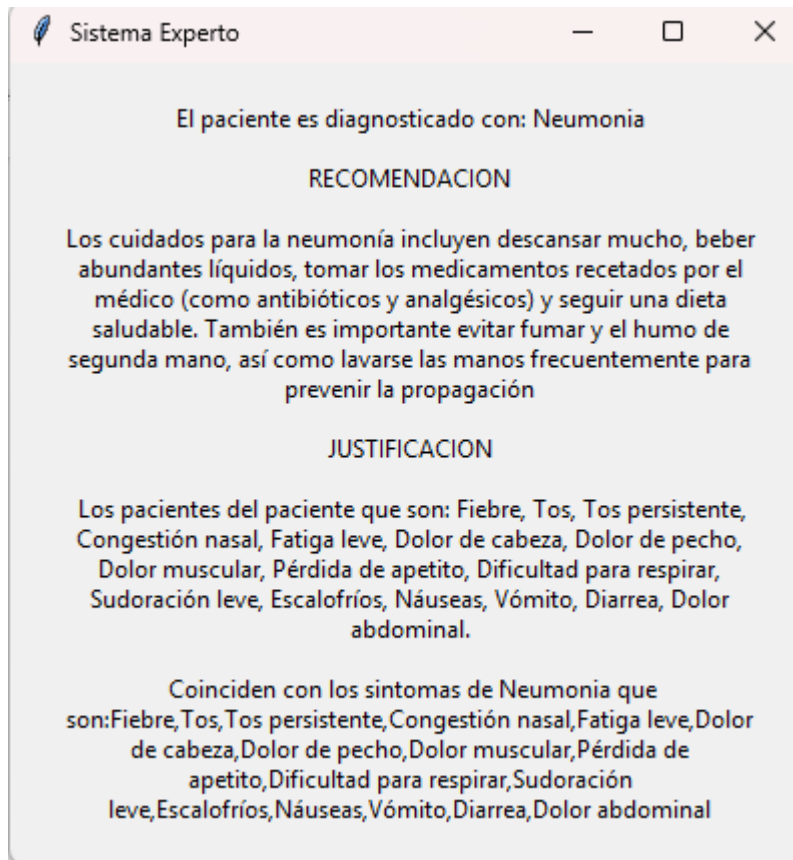 Sistema Experto
El paciente es diagnosticado con: Neumonia
RECOMENDACION
Los cuidados para la neumonía incluyen descansar mucho, beber
abundantes líquidos, tomar los medicamentos recetados por el
médico (como antibióticos y analgésicos) y seguir una dieta
saludable. También es importante evitar fumar y el humo de
segunda mano, así como lavarse las manos frecuentemente para
prevenir la propagación
JUSTIFICACION
Los pacientes del paciente que son: Fiebre, Tos, Tos persistente,
Congestión nasal, Fatiga leve, Dolor de cabeza, Dolor de pecho,
Dolor muscular, Pérdida de apetito, Dificultad para respirar,
Sudoración leve, Escalofríos, Náuseas, Vómito, Diarrea, Dolor
abdominal.
Coinciden con los sintomas de Neumonia que
son:Fiebre,Tos,Tos persistente,Congestión nasal,Fatiga leve,Dolor
de cabeza,Dolor de pecho,Dolor muscular,Pérdida de
apetito,Dificultad para respirar,Sudoración
leve,Escalofríos,Náuseas,Vómito,Diarrea,Dolor abdominal